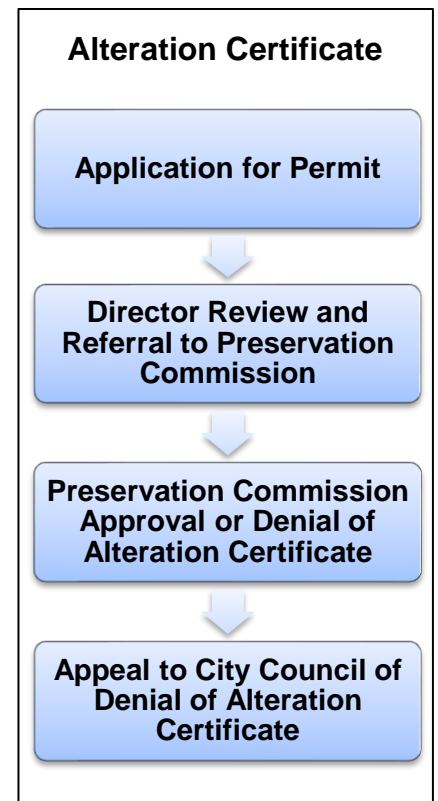 Alteration Certificate
Application for Permit
Director Review and
Referral to Preservation
Commission
Preservation Commission
Approval or Denial of
Alteration Certificate
Appeal to City Council of
Denial of Alteration
Certificate